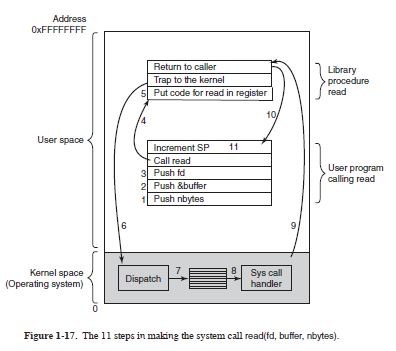 Address
0xFFFFFFFF
Return to caller
Trap to the kernel
5 Put code for read in register
Library
procedure
read
4
10
User space
Increment SP 11
Call read
3 Push fd
2 Push &buffer
1 Push nbytes
User program
calling read
6
9
Kernel space
(Operating system)
Dispatch
7
8
Sys call
handler
0
Figure 1-17. The 11 steps in making the system call read(fd, buffer, nbytes).